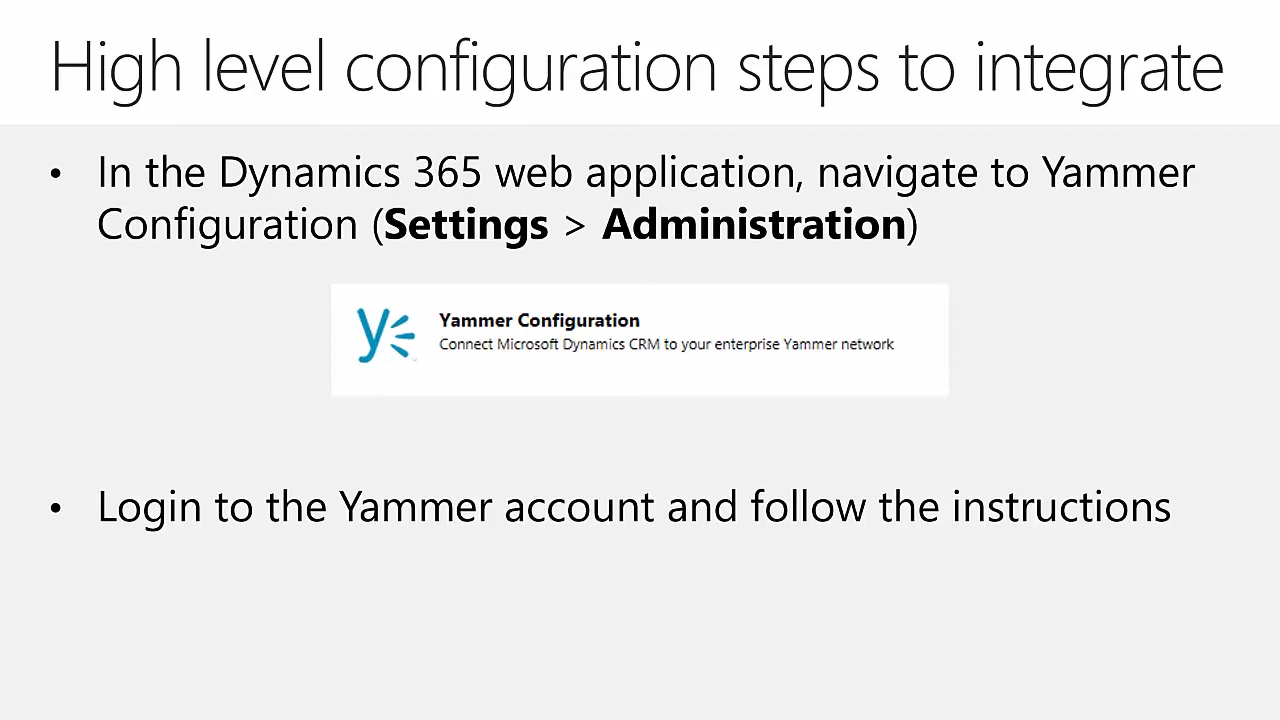 High level configuration steps to integrate
• In the Dynamics 365 web application, navigate to Yammer
Configuration (Settings > Administration)
Yammer Configuration
Connect Microsoft Dynamics CRM to your enterprise Yammer network
• Login to the Yammer account and follow the instructions